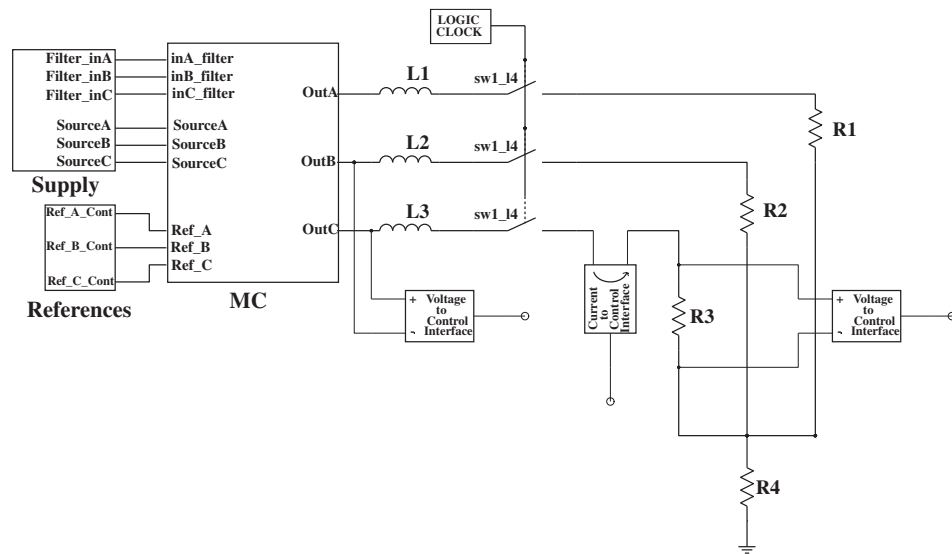 LOGIC
CLOCK
Filter_inA
Filter_inB
Filter_inC
SourceA
SourceB
SourceC
Supply
inA_filter
inB_filter
inC_filter
SourceA
SourceB
SourceC
OutA
OutB
OutC
Ref_A
Ref_B
Ref_C
MC
Ref_A_Cont
Ref_B_Cont
Ref_C_Cont
References
L1
sw1_l4
L2
sw1_l4
L3
sw1_l4
R1
R2
+ Voltage
to
Control
- Interface
Current
to
Control
Interface
R3
+ Voltage
to
Control
- Interface
R4